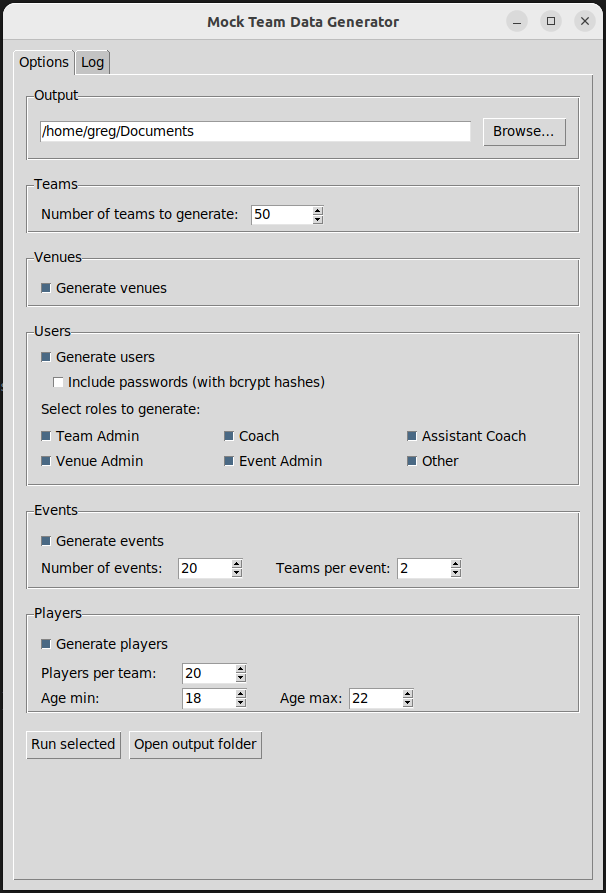 Mock Team Data Generator
Options Log
Output
/home/greg/Documents Browse...
Teams
Number of teams to generate: 50
Venues
Generate venues
Users
Generate users
Include passwords (with bcrypt hashes)
Select roles to generate:
Team Admin Coach Assistant Coach
Venue Admin Event Admin Other
Events
Generate events
Number of events: 20 Teams per event: 2
Players
Generate players
Players per team: 20
Age min: 18 Age max: 22
Run selected Open output folder